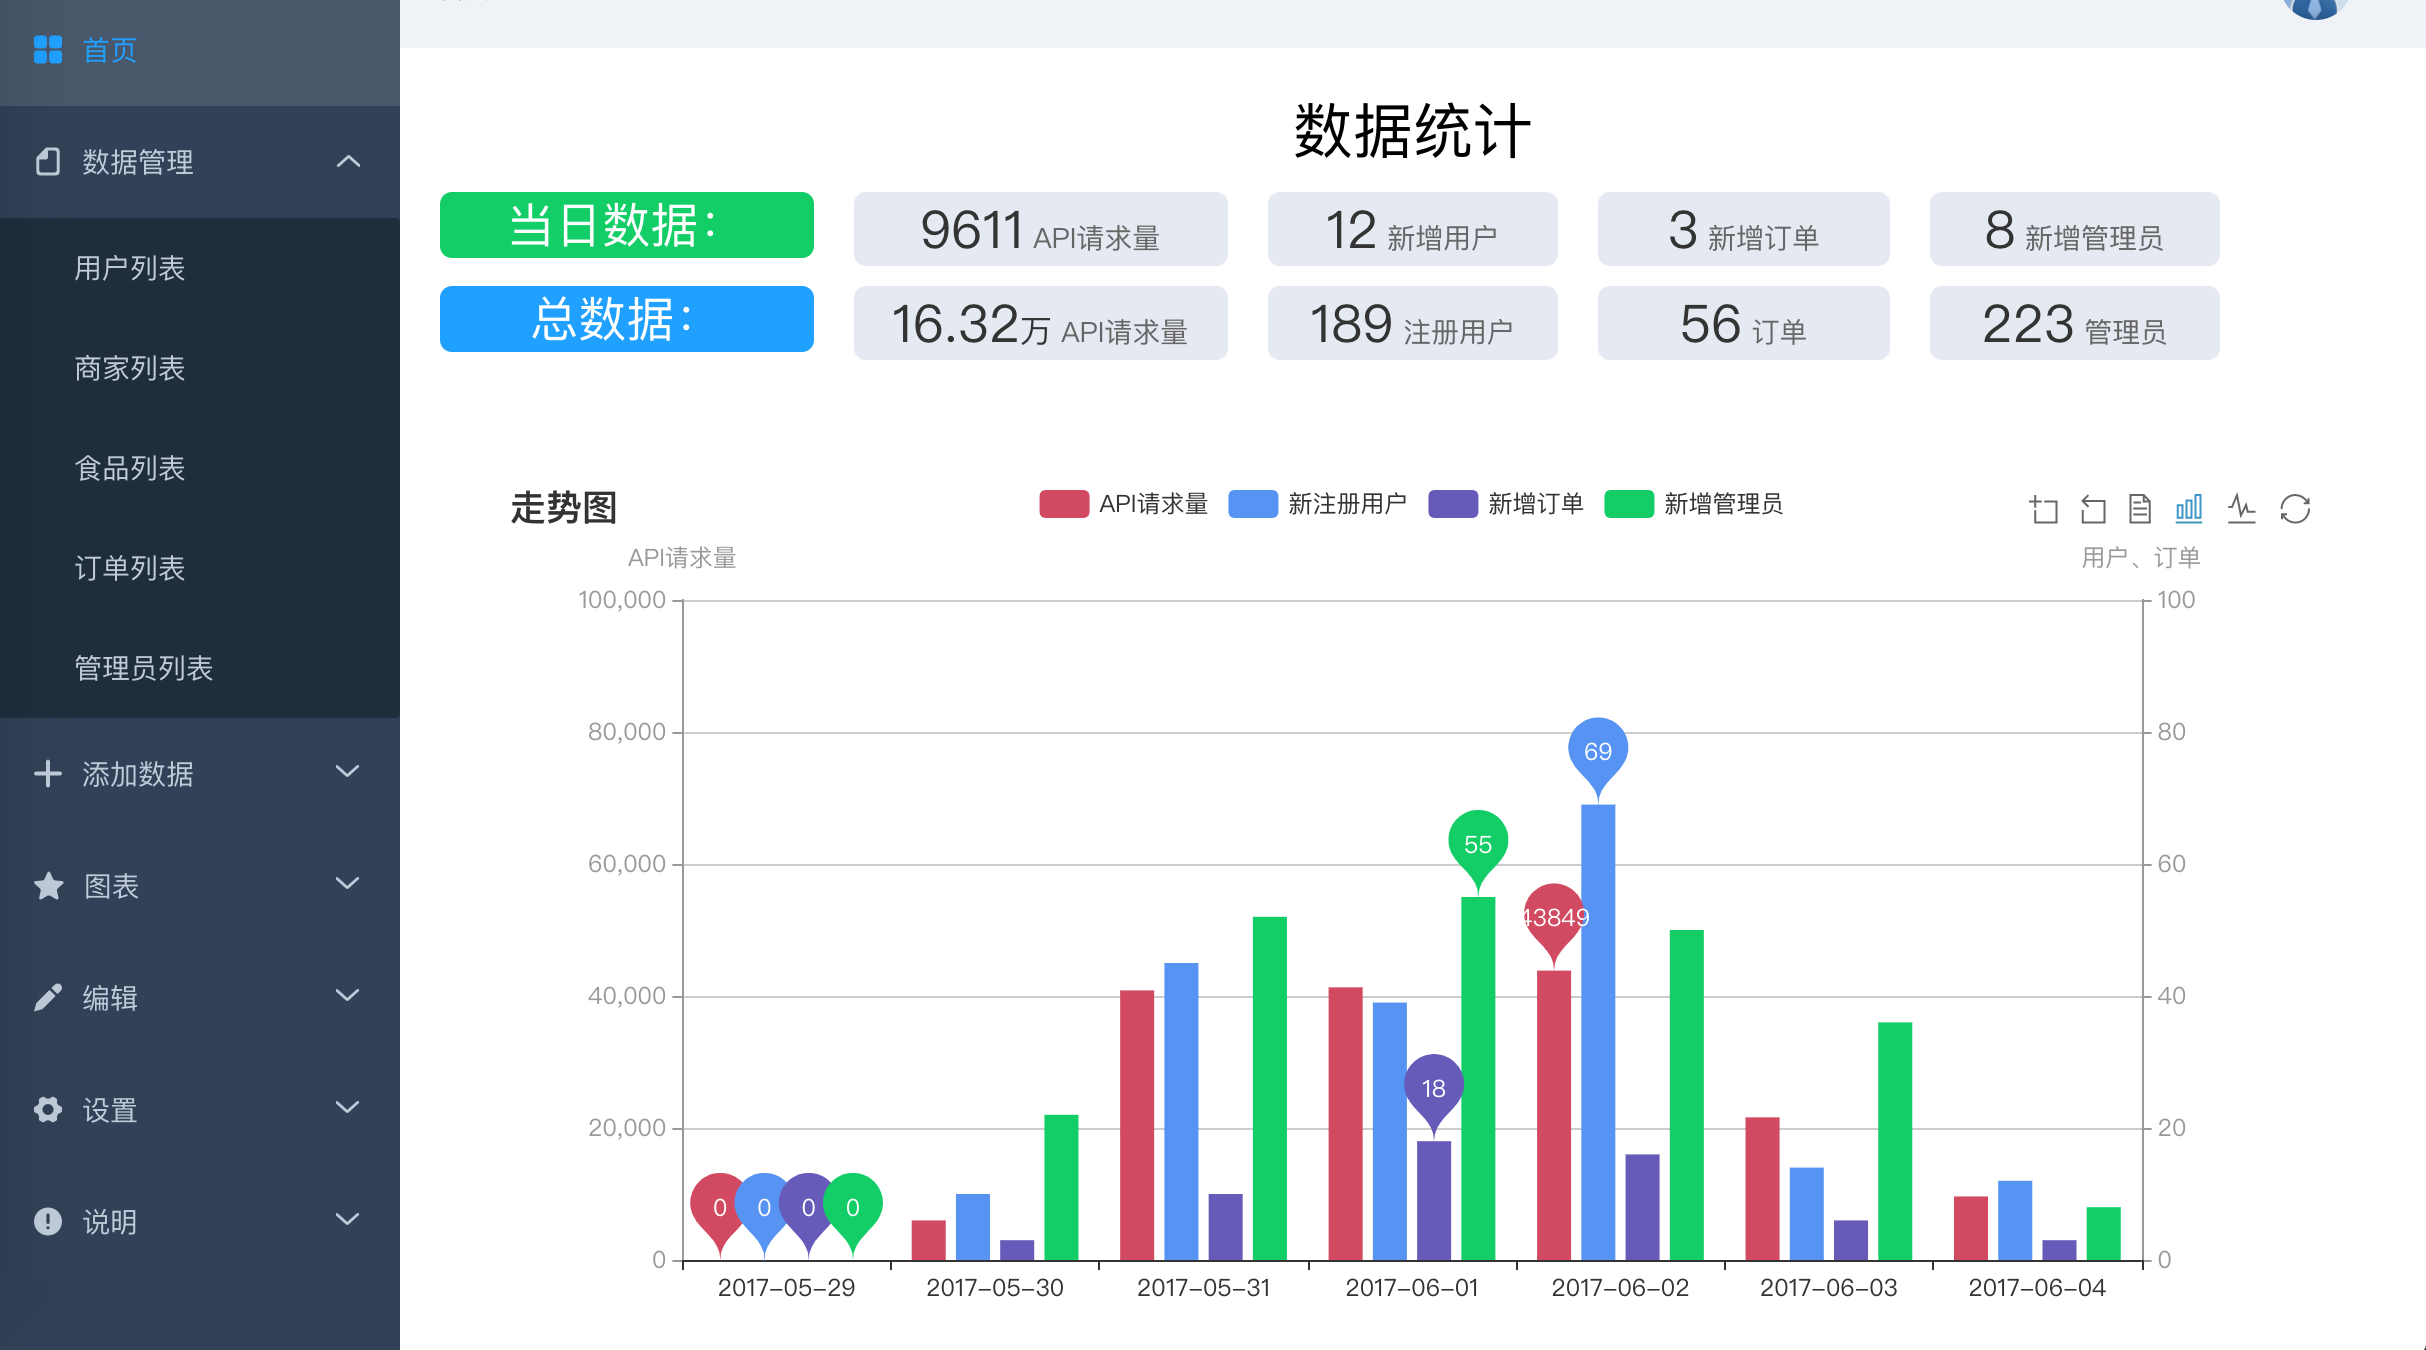 首页
数据管理
用户列表
商家列表
食品列表
订单列表
管理员列表
添加数据
图表
编辑
设置
说明
数据统计
当日数据： 9611 API请求量 12 新增用户 3 新增订单 8 新增管理员
总数据： 16.32万 API请求量 189 注册用户 56 订单 223 管理员
走势图
API请求量 新注册用户 新增订单 新增管理员
API请求量 用户、订单
100,000 100
80,000 80
69
60,000 60
55
43849
40,000 40
18
20,000 20
0 0 0 0
0 0
2017-05-29 2017-05-30 2017-05-31 2017-06-01 2017-06-02 2017-06-03 2017-06-04